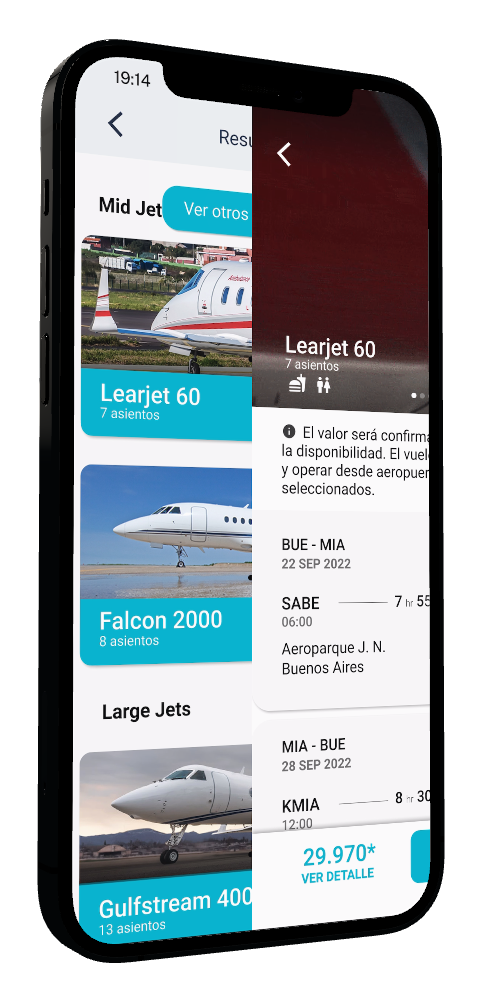 19:14
Resu
Mid Jet
Ver otros
Learjet 60
7 asientos
Falcon 2000
8 asientos
Large Jets
Gulfstream 400
13 asientos
Learjet 60
7 asientos
El valor será confirma
la disponibilidad. El vuelo
y operar desde aeropuer
seleccionados.
BUE - MIA
22 SEP 2022
SABE 7 hr 55
06:00
Aeroparque J. N.
Buenos Aires
MIA - BUE
28 SEP 2022
KMIA 8 hr 30
12:00
29.970*
VER DETALLE